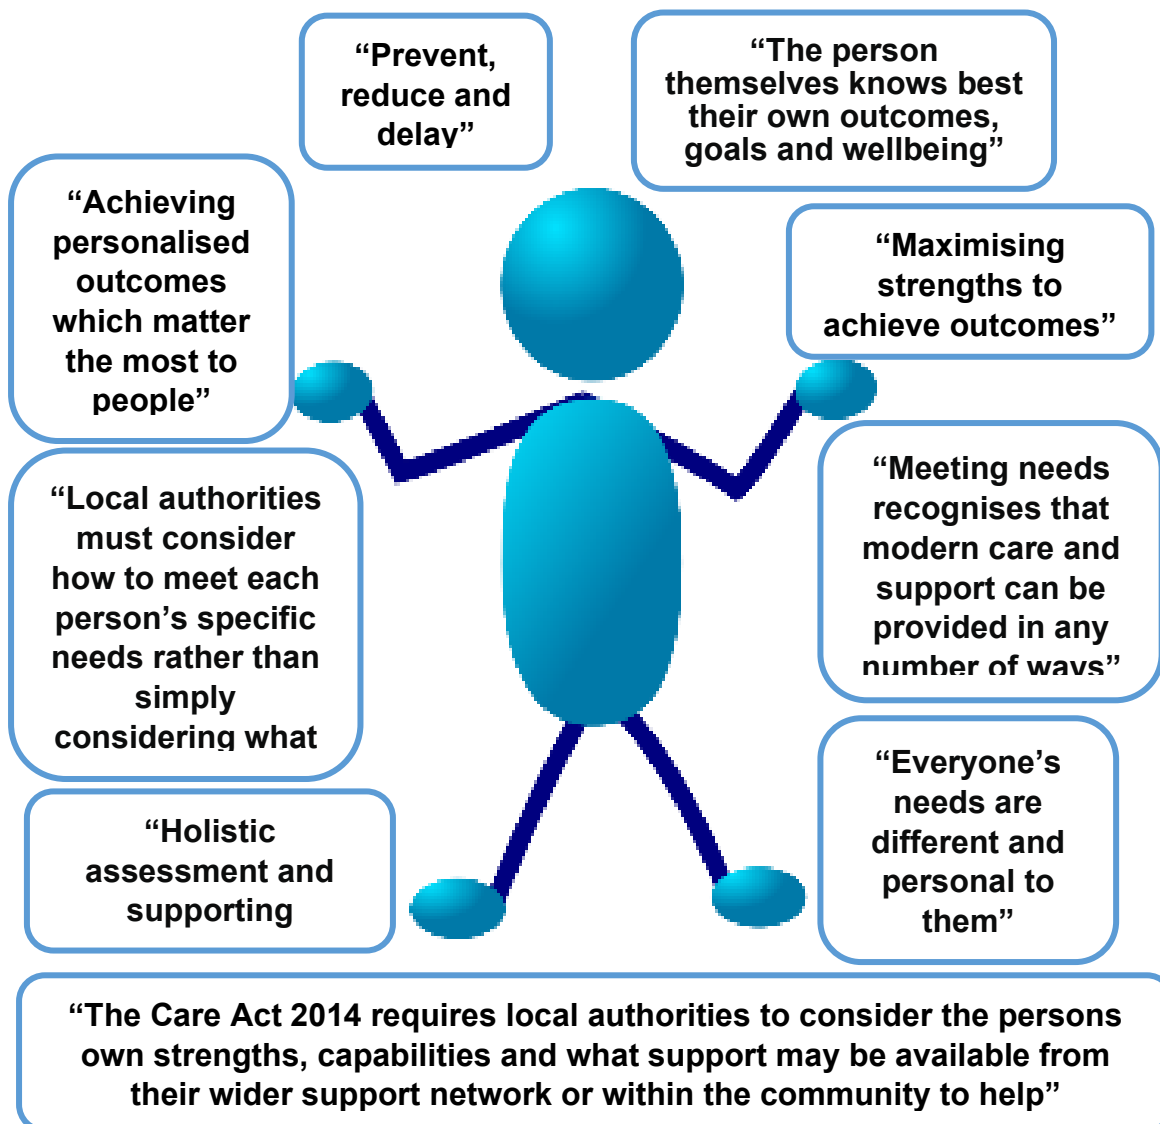 “Prevent,
reduce and
delay”
“The person
themselves knows best
their own outcomes,
goals and wellbeing”
“Achieving
personalised
outcomes
which matter
the most to
people”
“Maximising
strengths to
achieve outcomes”
“Local authorities
must consider
how to meet each
person’s specific
needs rather than
simply
considering what
“Meeting needs
recognises that
modern care and
support can be
provided in any
number of ways”
“Holistic
assessment and
supporting
“Everyone’s
needs are
different and
personal to
them”
“The Care Act 2014 requires local authorities to consider the persons
own strengths, capabilities and what support may be available from
their wider support network or within the community to help”